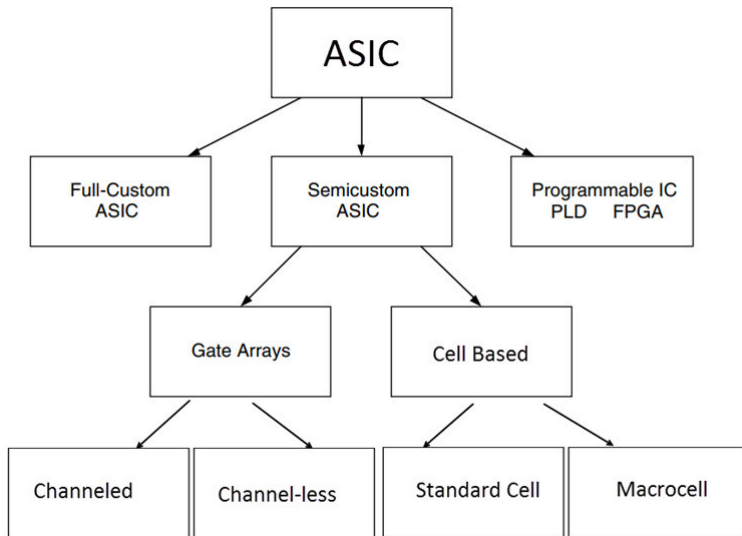 ASIC
Full-Custom
ASIC
Semicustom
ASIC
Programmable IC
PLD FPGA
Gate Arrays
Cell Based
Channeled
Channel-less
Standard Cell
Macrocell